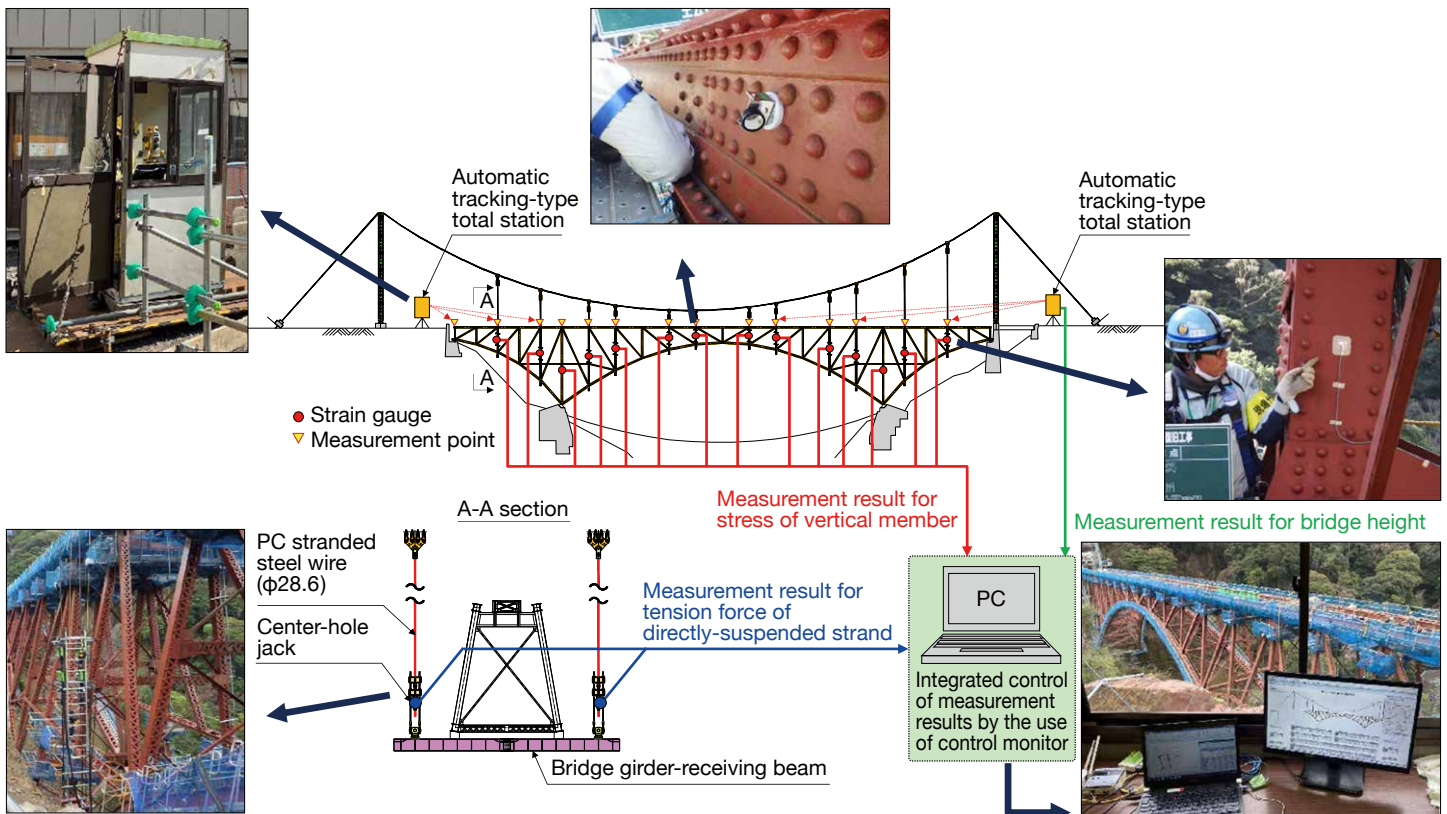 Automatic
tracking-type
total station
Automatic
tracking-type
total station
A
A
Strain gauge
Measurement point
Measurement result for
stress of vertical member
Measurement result for bridge height
A-A section
PC stranded
steel wire
(φ28.6)
Center-hole
jack
Measurement result for
tension force of
directly-suspended strand
PC
Integrated control
of measurement
results by the use
of control monitor
Bridge girder-receiving beam